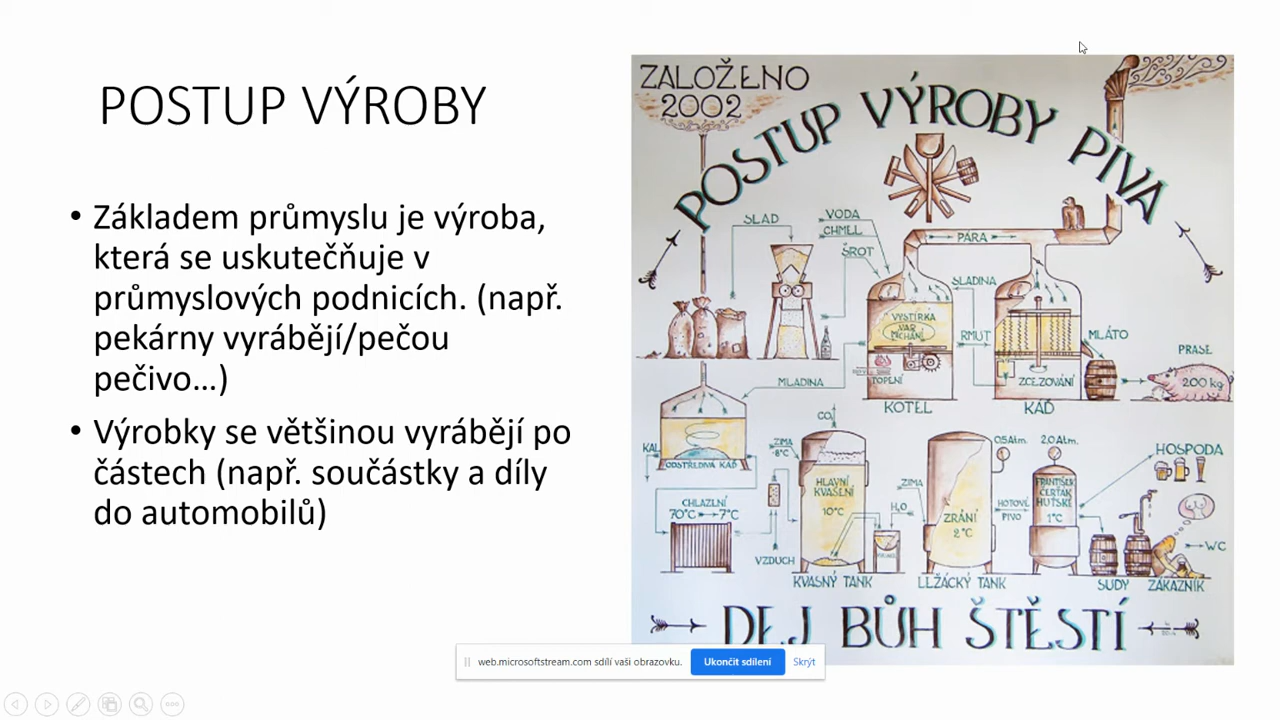 POSTUP VÝROBY
• Základem průmyslu je výroba,
která se uskutečňuje v
průmyslových podnicích. (např.
pekárny vyrábějí/pečou
pečivo...)
• Výrobky se většinou vyrábějí po
částech (např. součástky a díly
do automobilů)
ZALOŽENO
2002
POSTUP VÝROBY PIVA
SLAD
VODA
CHMEL
ŠROT
PÁRA
SLADINA
VYSTÍRKA
VAR
MÍCHÁNÍ
RMUT
MLÁTO
TOPENÍ
ZCEZOVÁNÍ
PRASE
200 kg
MLADINA
KOTEL
KÁĎ
KAL
ODSTŘEDIVÁ KÁĎ
CO₂
ZIMA
-8°C
HLAVNÍ
KVAŠENÍ
10°C
0,5 Atm.
2,0 Atm.
HOSPODA
CHLAZENÍ
70°C
7°C
ZIMA
H₂O
ZRÁNÍ
2°C
HOTOVÉ
PIVO
FRANTIŠEK
ČERŤÁK
HUŤSKÉ
1°C
WC
VZDUCH
KVASNÝ TANK
LEŽÁCKÝ TANK
SUDY
ZÁKAZNÍK
DEJ BŮH ŠTĚSTÍ
web.microsoftstream.com sdílí vaši obrazovku.
Ukončit sdílení
Skrýt